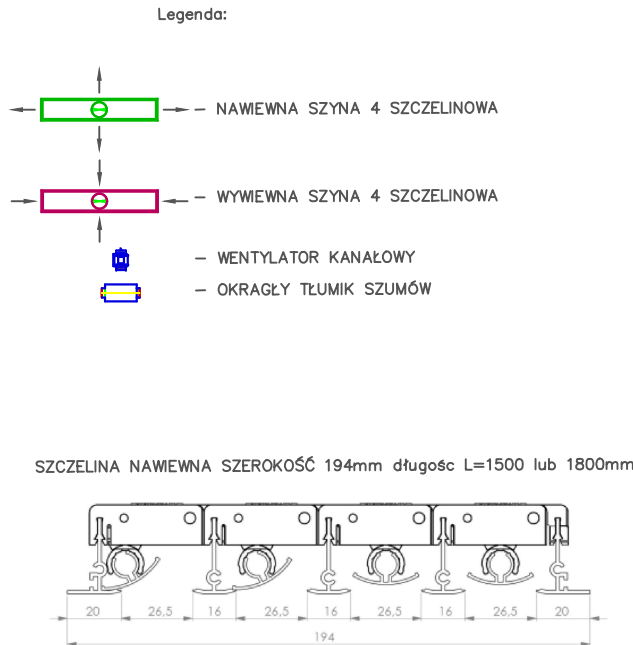 Legenda:
– NAWIEWNA SZYNA 4 SZCZELINOWA
– WYWIEWNA SZYNA 4 SZCZELINOWA
– WENTYLATOR KANAŁOWY
– OKRAGŁY TŁUMIK SZUMÓW
SZCZELINA NAWIEWNA SZEROKOŚĆ 194mm długośc L=1500 lub 1800mm
20 26,5 16 26,5 16 26,5 16 26,5 20
194